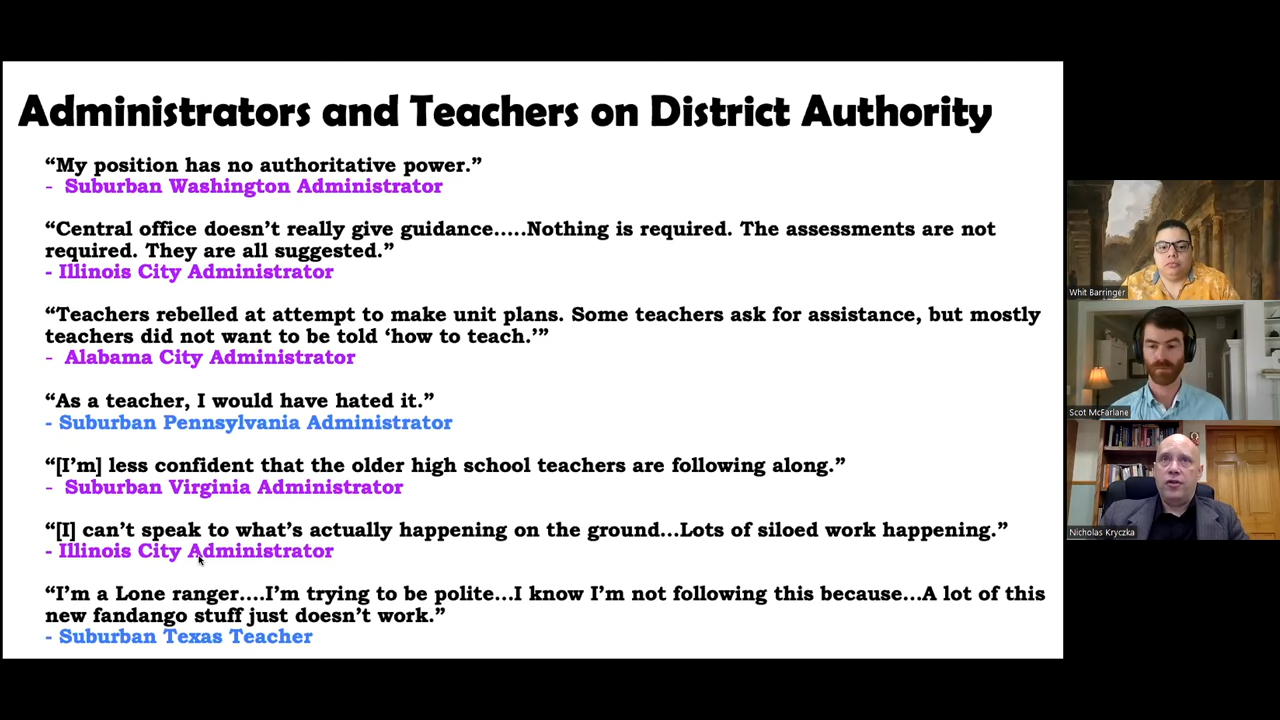 Administrators and Teachers on District Authority
“My position has no authoritative power.”
- Suburban Washington Administrator
“Central office doesn’t really give guidance…..Nothing is required. The assessments are not
required. They are all suggested.”
- Illinois City Administrator
“Teachers rebelled at attempt to make unit plans. Some teachers ask for assistance, but mostly
teachers did not want to be told ‘how to teach.’”
- Alabama City Administrator
“As a teacher, I would have hated it.”
- Suburban Pennsylvania Administrator
“[I’m] less confident that the older high school teachers are following along.”
- Suburban Virginia Administrator
“[I] can’t speak to what’s actually happening on the ground…Lots of siloed work happening.”
- Illinois City Administrator
“I’m a Lone ranger….I’m trying to be polite…I know I’m not following this because…A lot of this
new fandango stuff just doesn’t work.”
- Suburban Texas Teacher
Whit Barringer
Scot McFarlane
Nicholas Kryczka